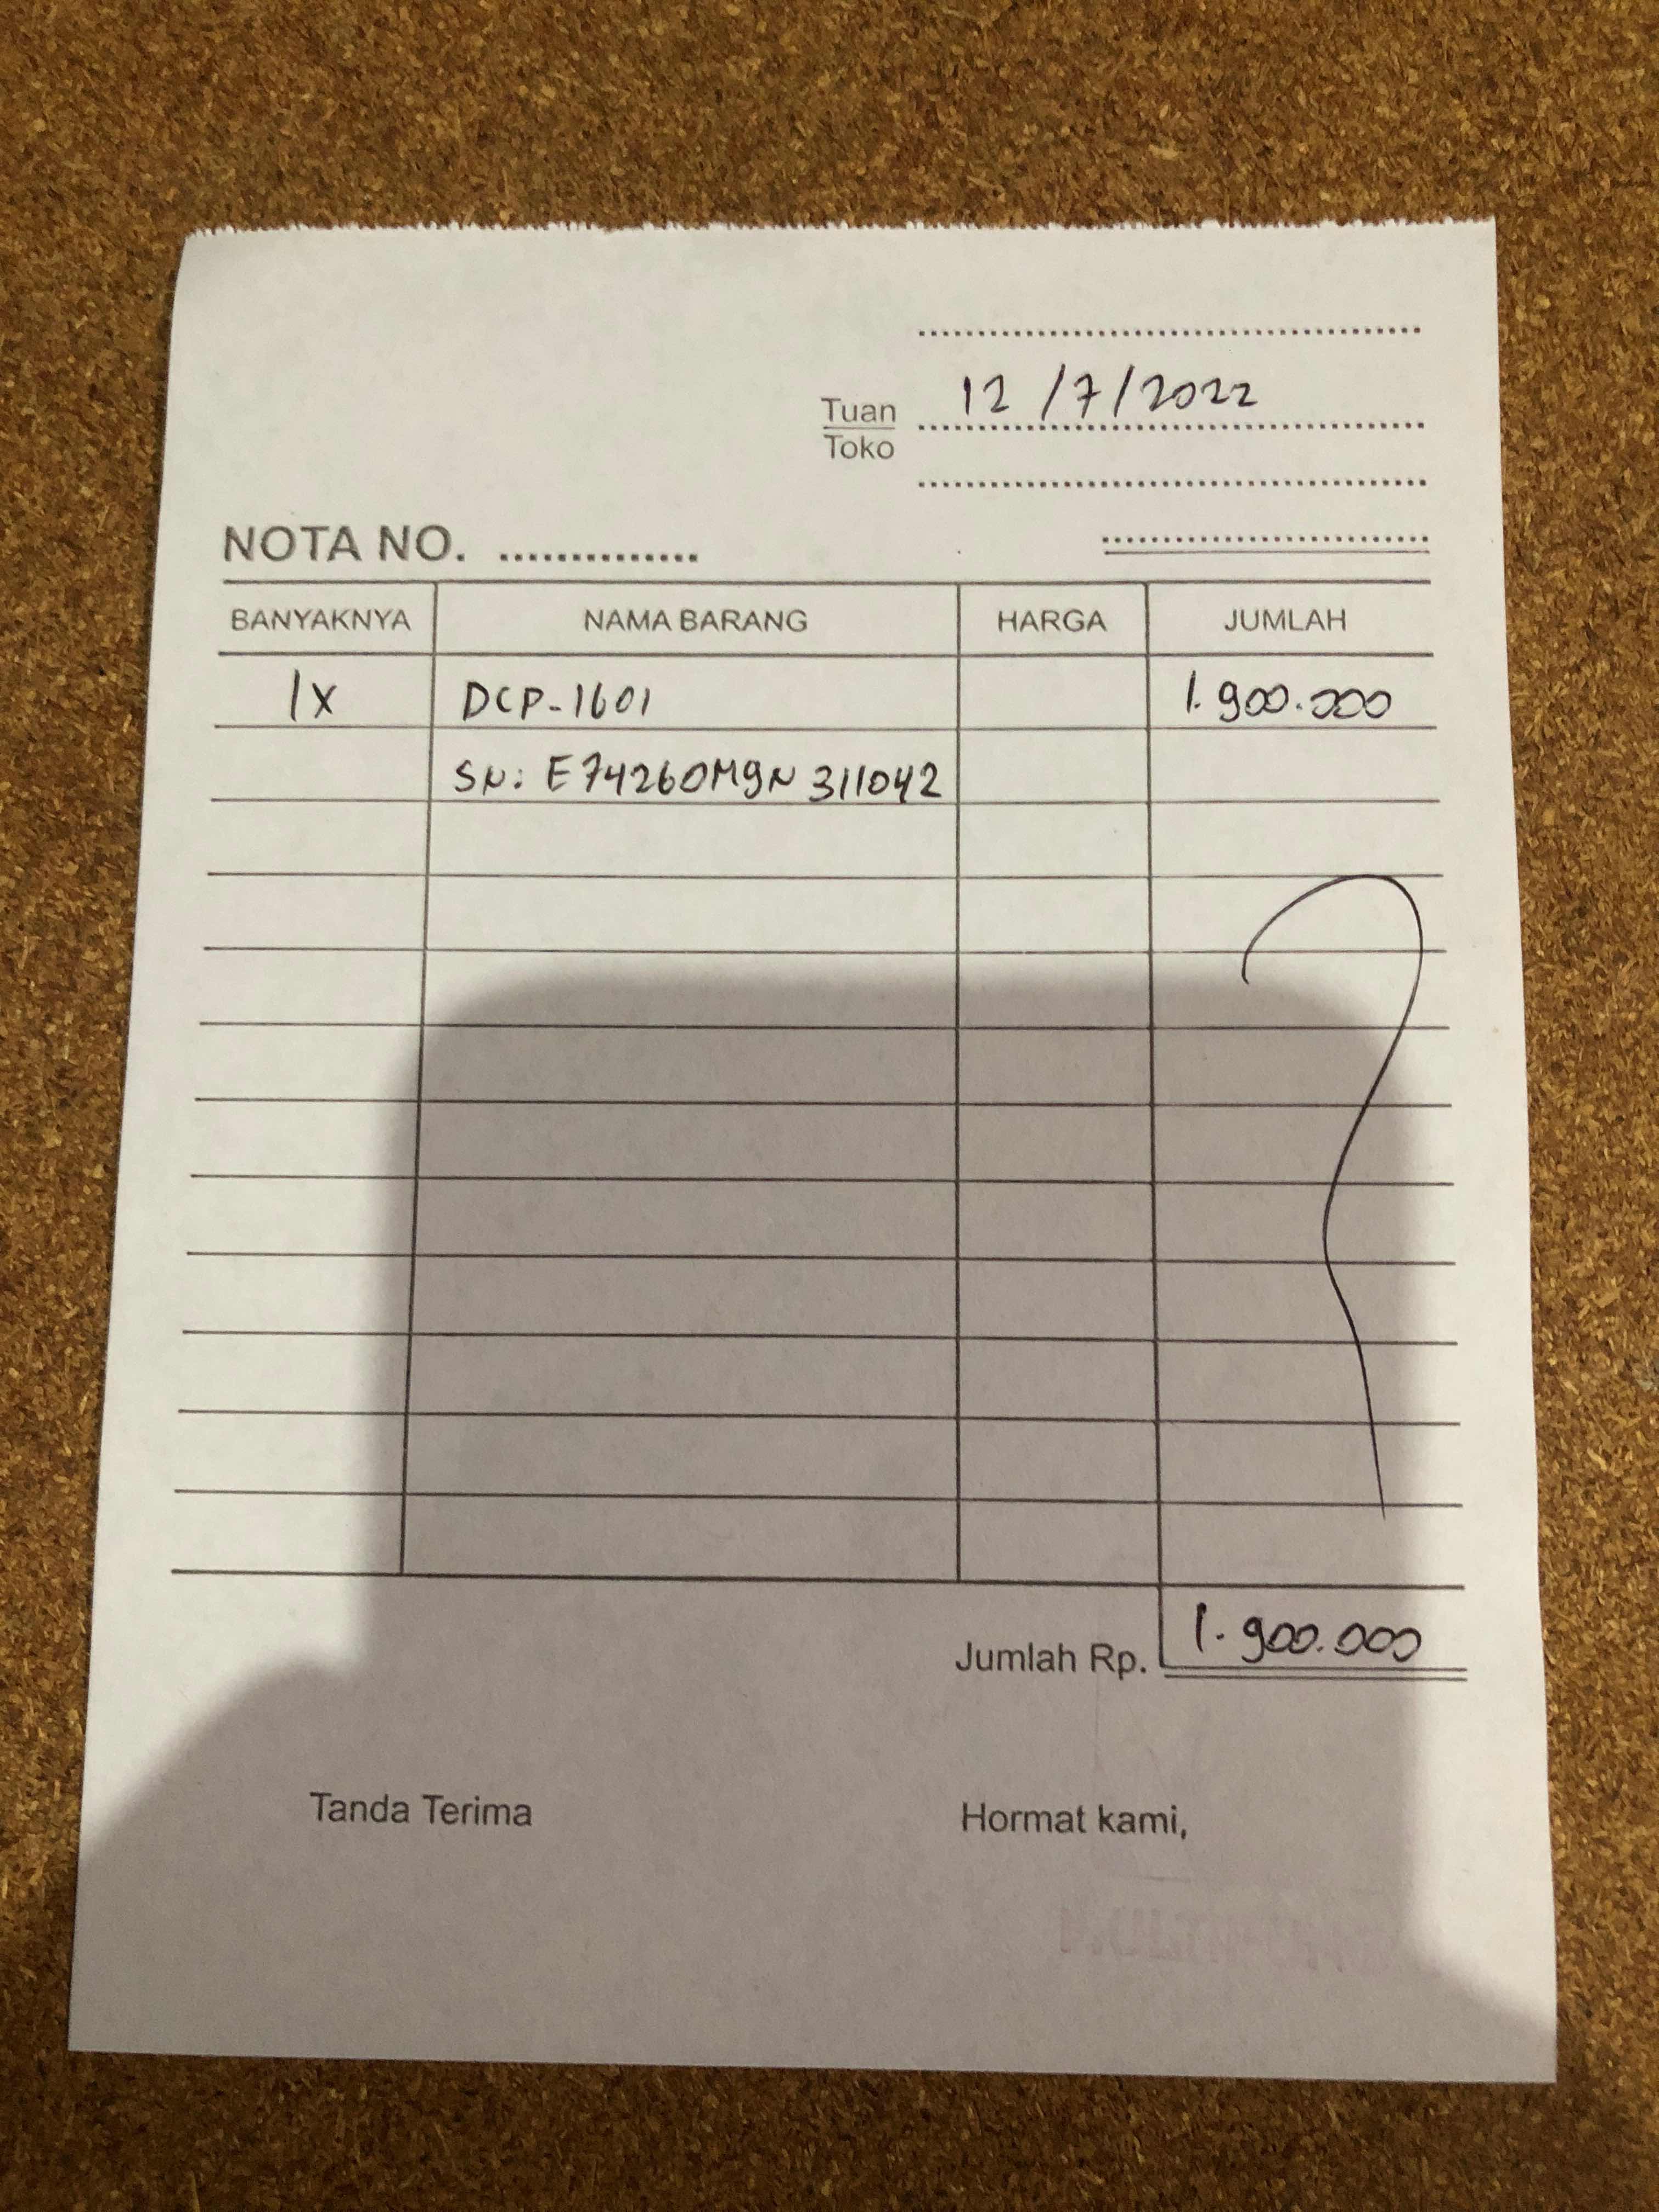 12/7/2022
Tuan
Toko
NOTA NO. ..............
BANYAKNYA NAMA BARANG HARGA JUMLAH
1x DCP-1601 1.900.000
SN: E74260M9N311042
Jumlah Rp. 1.900.000
Tanda Terima Hormat kami,